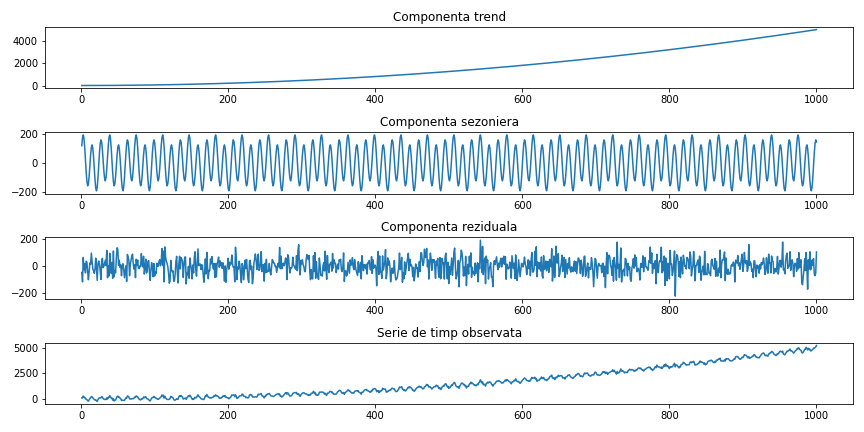 Componenta trend
4000
2000
0
0 200 400 600 800 1000
Componenta sezoniera
200
0
−200
0 200 400 600 800 1000
Componenta reziduala
200
0
−200
0 200 400 600 800 1000
Serie de timp observata
5000
2500
0
0 200 400 600 800 1000